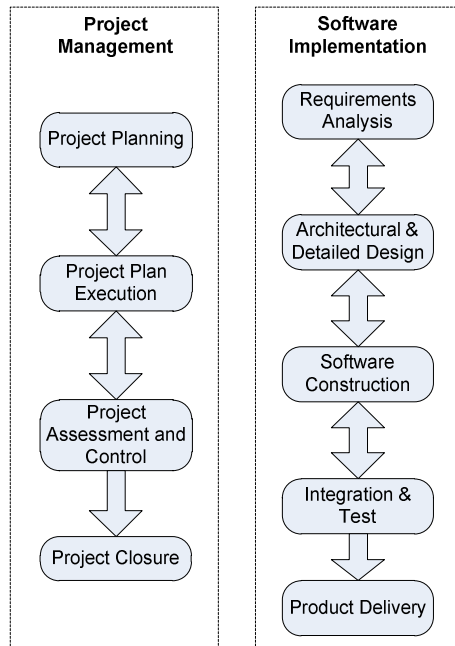 Project
Management
Project Planning
Project Plan
Execution
Project
Assessment and
Control
Project Closure
Software
Implementation
Requirements
Analysis
Architectural &
Detailed Design
Software
Construction
Integration &
Test
Product Delivery